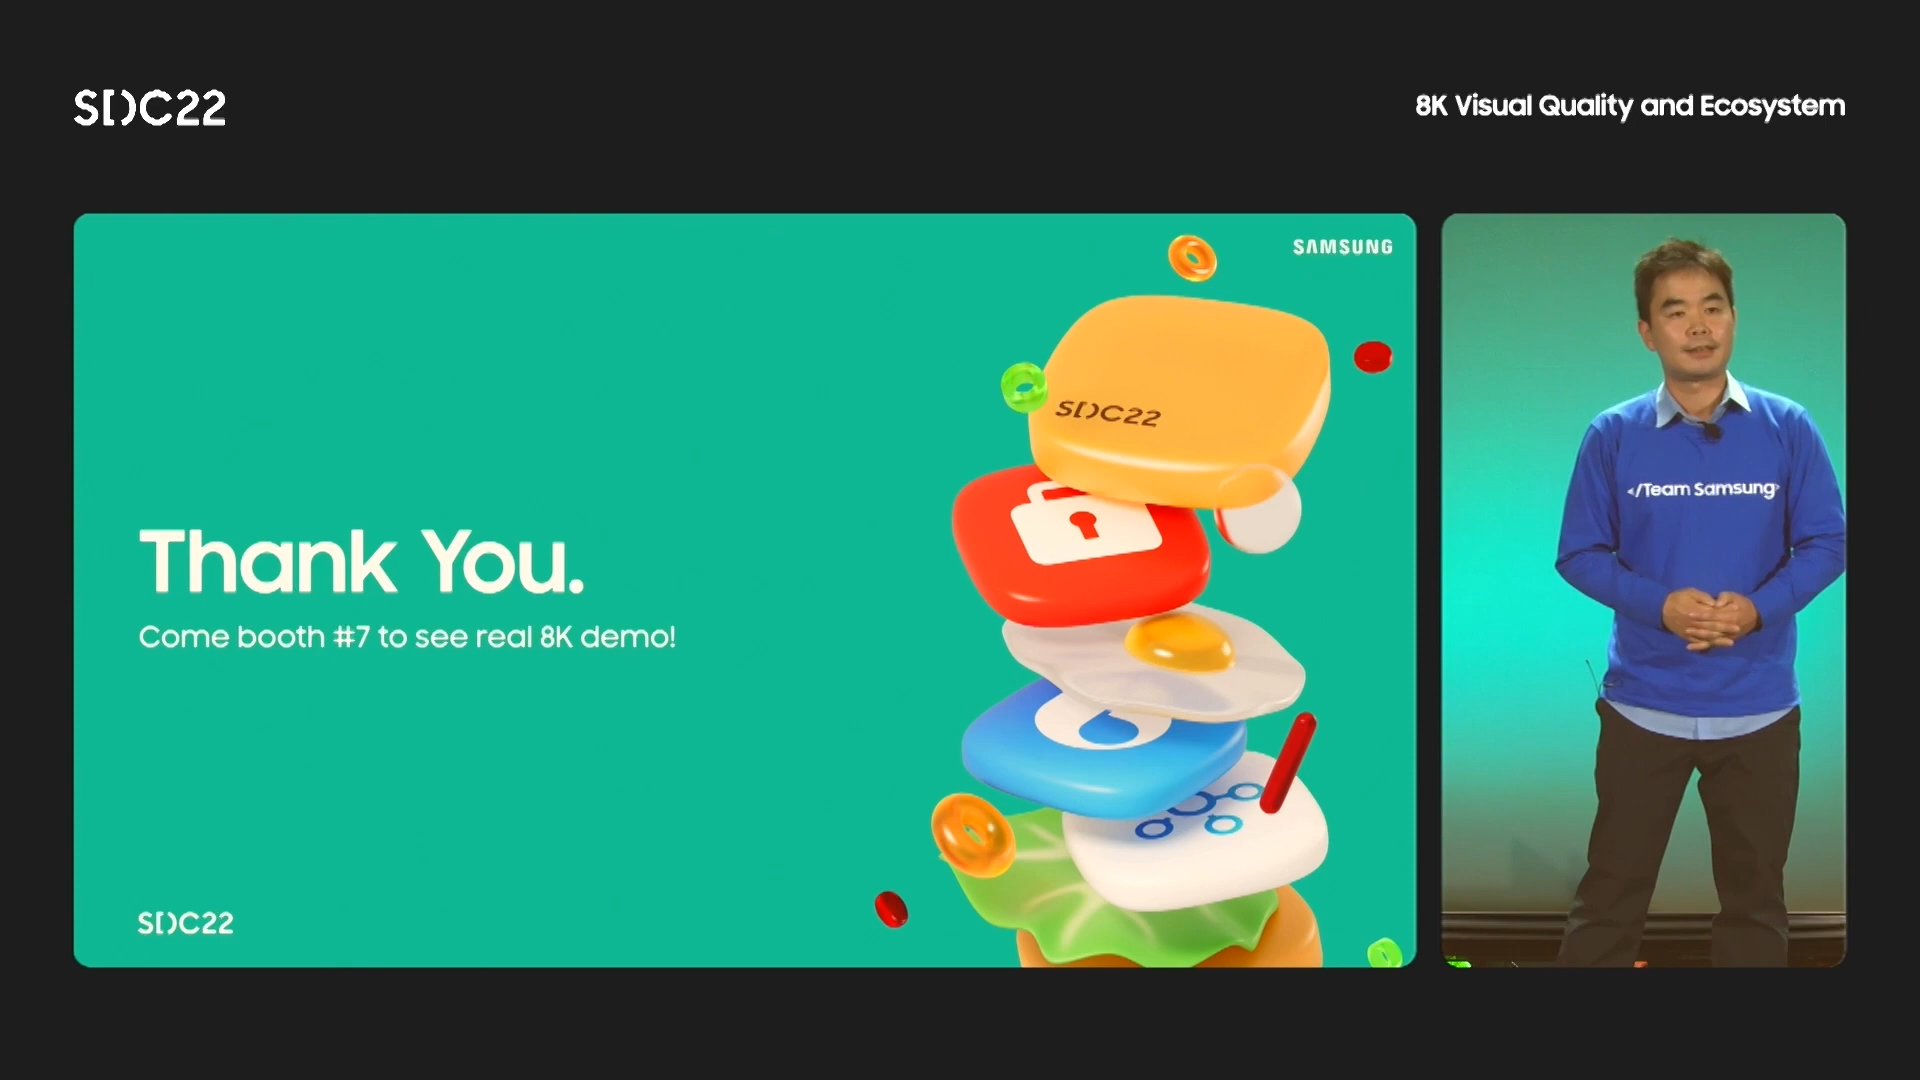 SDC22
8K Visual Quality and Ecosystem
SAMSUNG
SDC22
Thank You.
Come booth #7 to see real 8K demo!
SDC22
</Team Samsung>